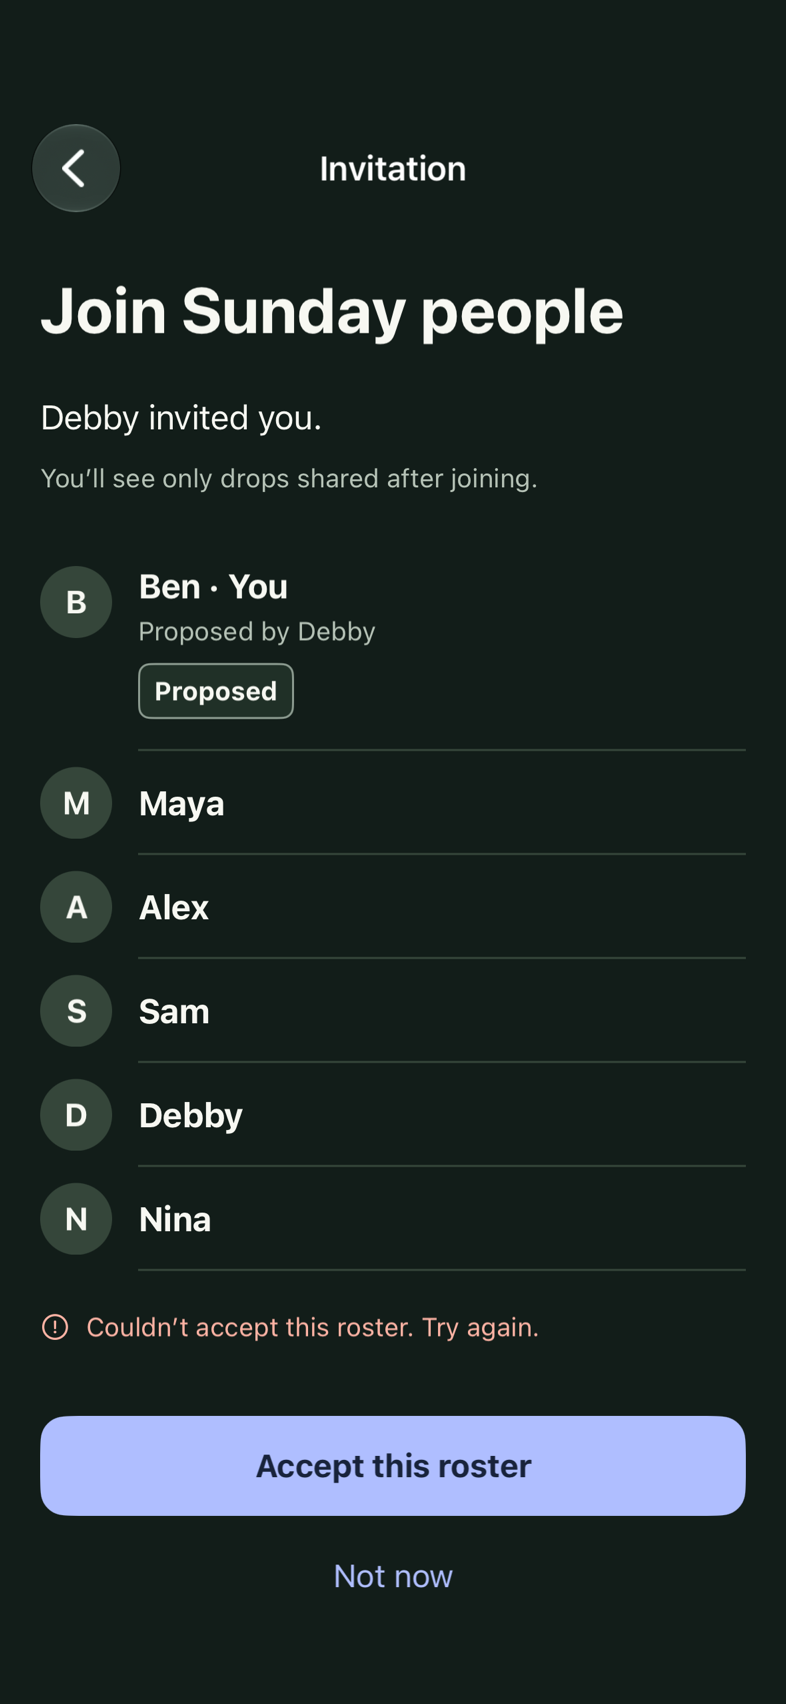 Invitation
Join Sunday people
Debby invited you.
You’ll see only drops shared after joining.
B
Ben · You
Proposed by Debby
Proposed
M
Maya
A
Alex
S
Sam
D
Debby
N
Nina
Couldn’t accept this roster. Try again.
Accept this roster
Not now